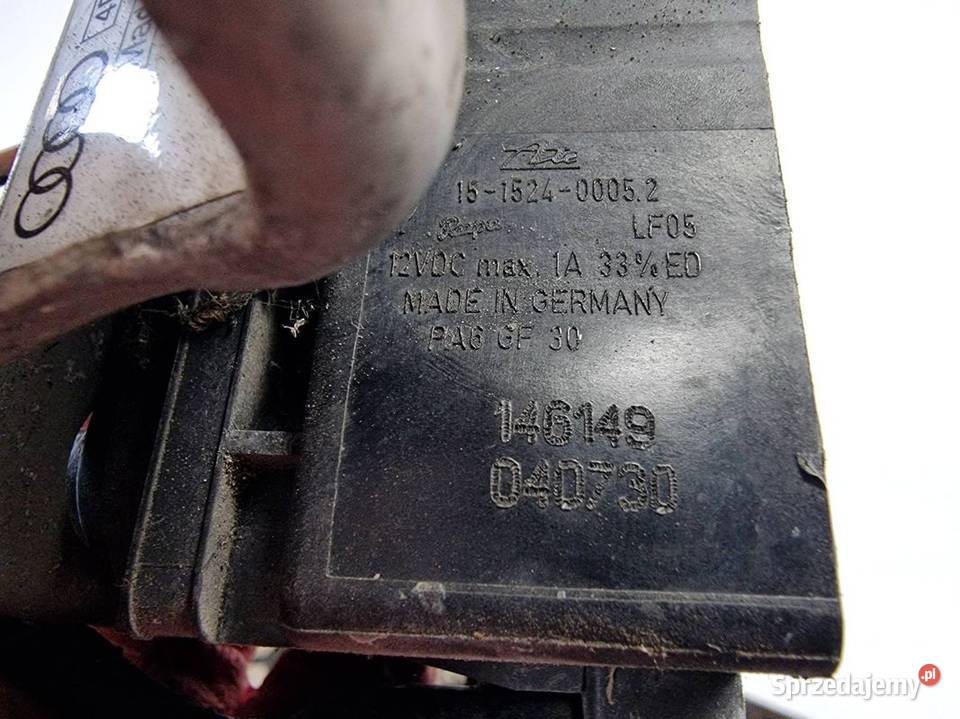 Ate
15-1524-0005.2
LF05
12VDC max. 1A 33%ED
MADE IN GERMANY
PA6 GF 30
146149
040730
Sprzedajemy.pl